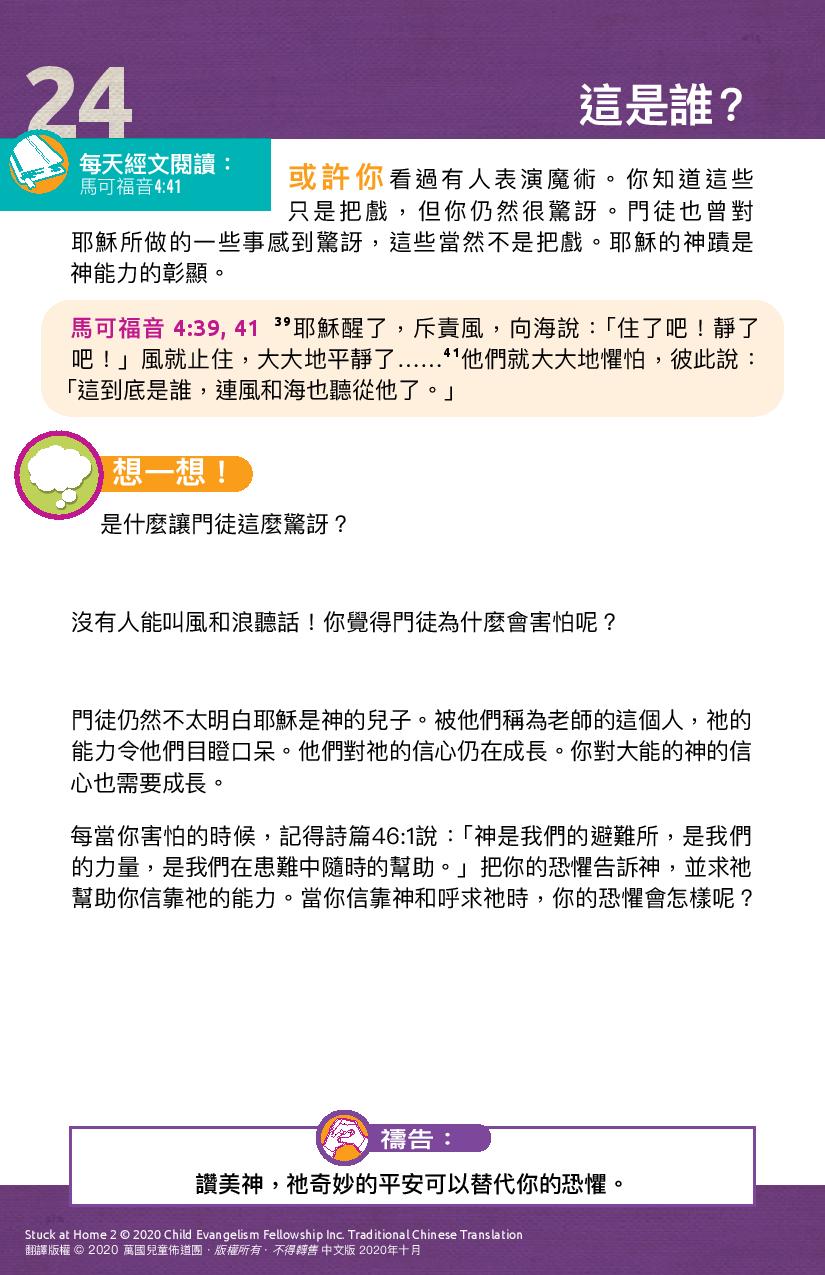 24
這是誰?
每天經文閱讀：
馬可福音4:41
或許你看過有人表演魔術。你知道這些
只是把戲，但你仍然很驚訝。門徒也曾對
耶穌所做的一些事感到驚訝，這些當然不是把戲。耶穌的神蹟是
神能力的彰顯。
馬可福音 4:39, 41 ³⁹耶穌醒了，斥責風，向海說：「住了吧！靜了
吧！」風就止住，大大地平靜了……⁴¹他們就大大地懼怕，彼此說：
「這到底是誰，連風和海也聽從他了。」
想一想！
是什麼讓門徒這麼驚訝？
沒有人能叫風和浪聽話！你覺得門徒為什麼會害怕呢？
門徒仍然不太明白耶穌是神的兒子。被他們稱為老師的這個人，祂的
能力令他們目瞪口呆。他們對祂的信心仍在成長。你對大能的神的信
心也需要成長。
每當你害怕的時候，記得詩篇46:1說：「神是我們的避難所，是我們
的力量，是我們在患難中隨時的幫助。」把你的恐懼告訴神，並求祂
幫助你信靠祂的能力。當你信靠神和呼求祂時，你的恐懼會怎樣呢？
禱告：
讚美神，祂奇妙的平安可以替代你的恐懼。
Stuck at Home 2 © 2020 Child Evangelism Fellowship Inc. Traditional Chinese Translation
翻譯版權 © 2020 萬國兒童佈道團 · 版權所有 · 不得轉售 中文版 2020年十月